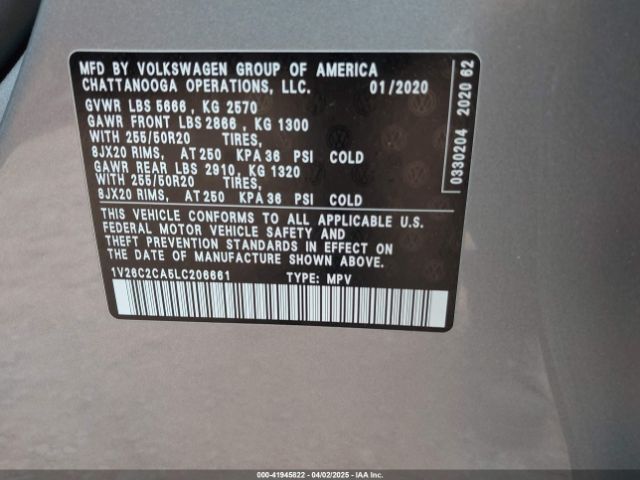 MFD BY VOLKSWAGEN GROUP OF AMERICA
CHATTANOOGA OPERATIONS, LLC. 01/2020
GVWR LBS 5666 , KG 2570
GAWR FRONT LBS 2866 , KG 1300
WITH 255/50R20 TIRES,
8JX20 RIMS, AT 250 KPA 36 PSI COLD
GAWR REAR LBS 2910, KG 1320
WITH 255/50R20 TIRES,
8JX20 RIMS, AT 250 KPA 36 PSI COLD
THIS VEHICLE CONFORMS TO ALL APPLICABLE U.S.
FEDERAL MOTOR VEHICLE SAFETY AND
THEFT PREVENTION STANDARDS IN EFFECT ON
THE DATE OF MANUFACTURE SHOWN ABOVE.
1V26C2CA5LC206661 TYPE: MPV
0330204 2020 62
000-41945822 - 04/02/2025 - IAA Inc.